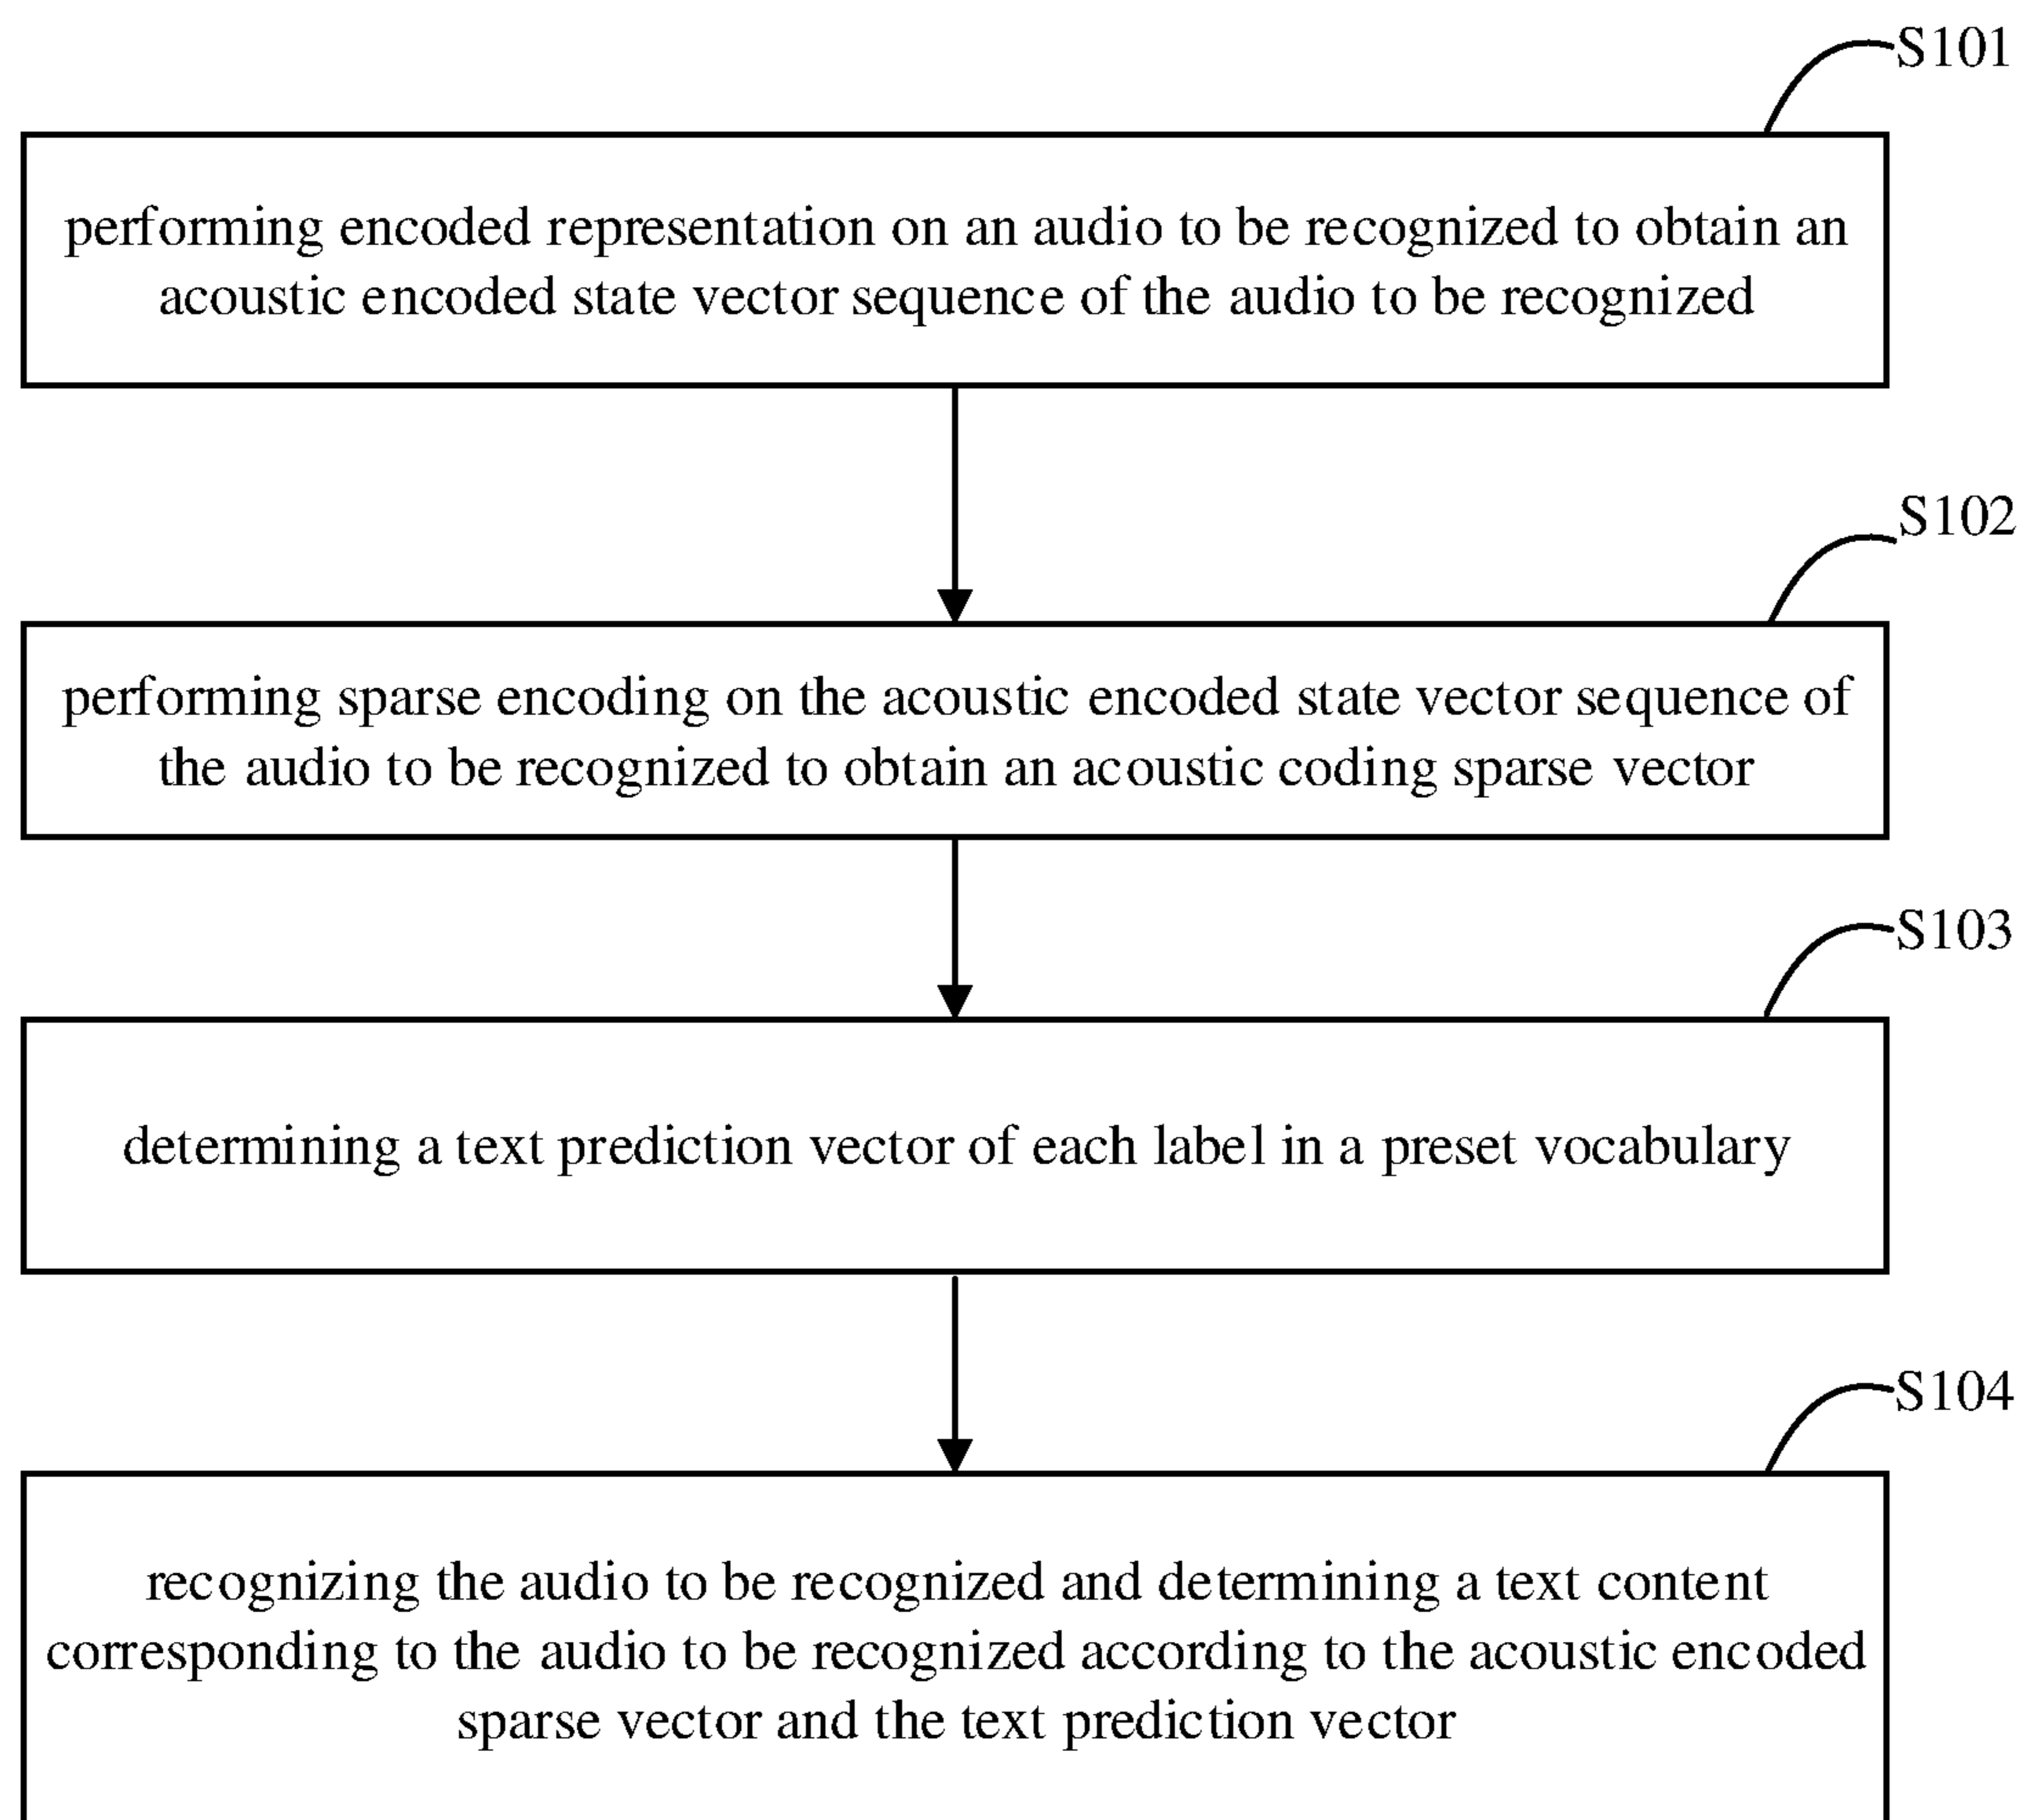 S101
performing encoded representation on an audio to be recognized to obtain an
acoustic encoded state vector sequence of the audio to be recognized
S102
performing sparse encoding on the acoustic encoded state vector sequence of
the audio to be recognized to obtain an acoustic coding sparse vector
S103
determining a text prediction vector of each label in a preset vocabulary
S104
recognizing the audio to be recognized and determining a text content
corresponding to the audio to be recognized according to the acoustic encoded
sparse vector and the text prediction vector